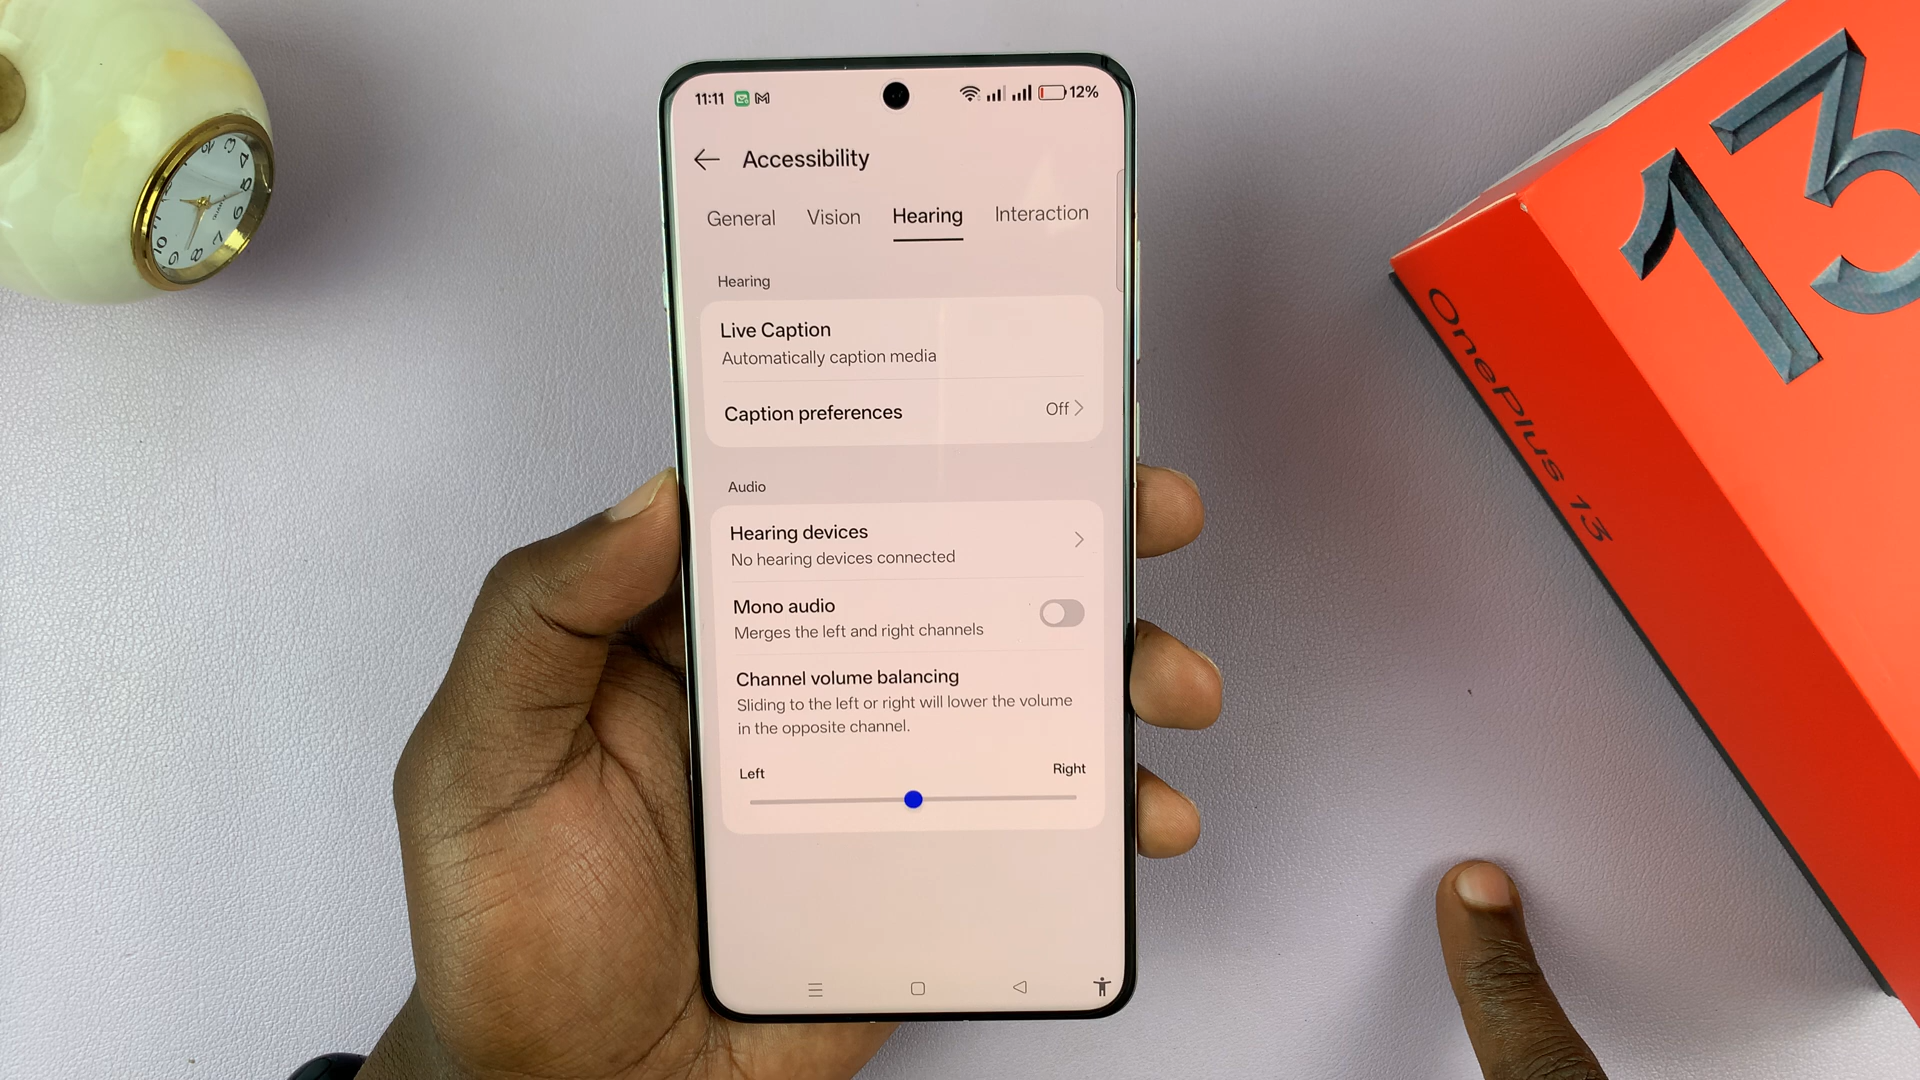 11:11
12%
Accessibility
General Vision Hearing Interaction
Hearing
Live Caption
Automatically caption media
Caption preferences Off
Audio
Hearing devices
No hearing devices connected
Mono audio
Merges the left and right channels
Channel volume balancing
Sliding to the left or right will lower the volume
in the opposite channel.
Left Right
13
OnePlus 13